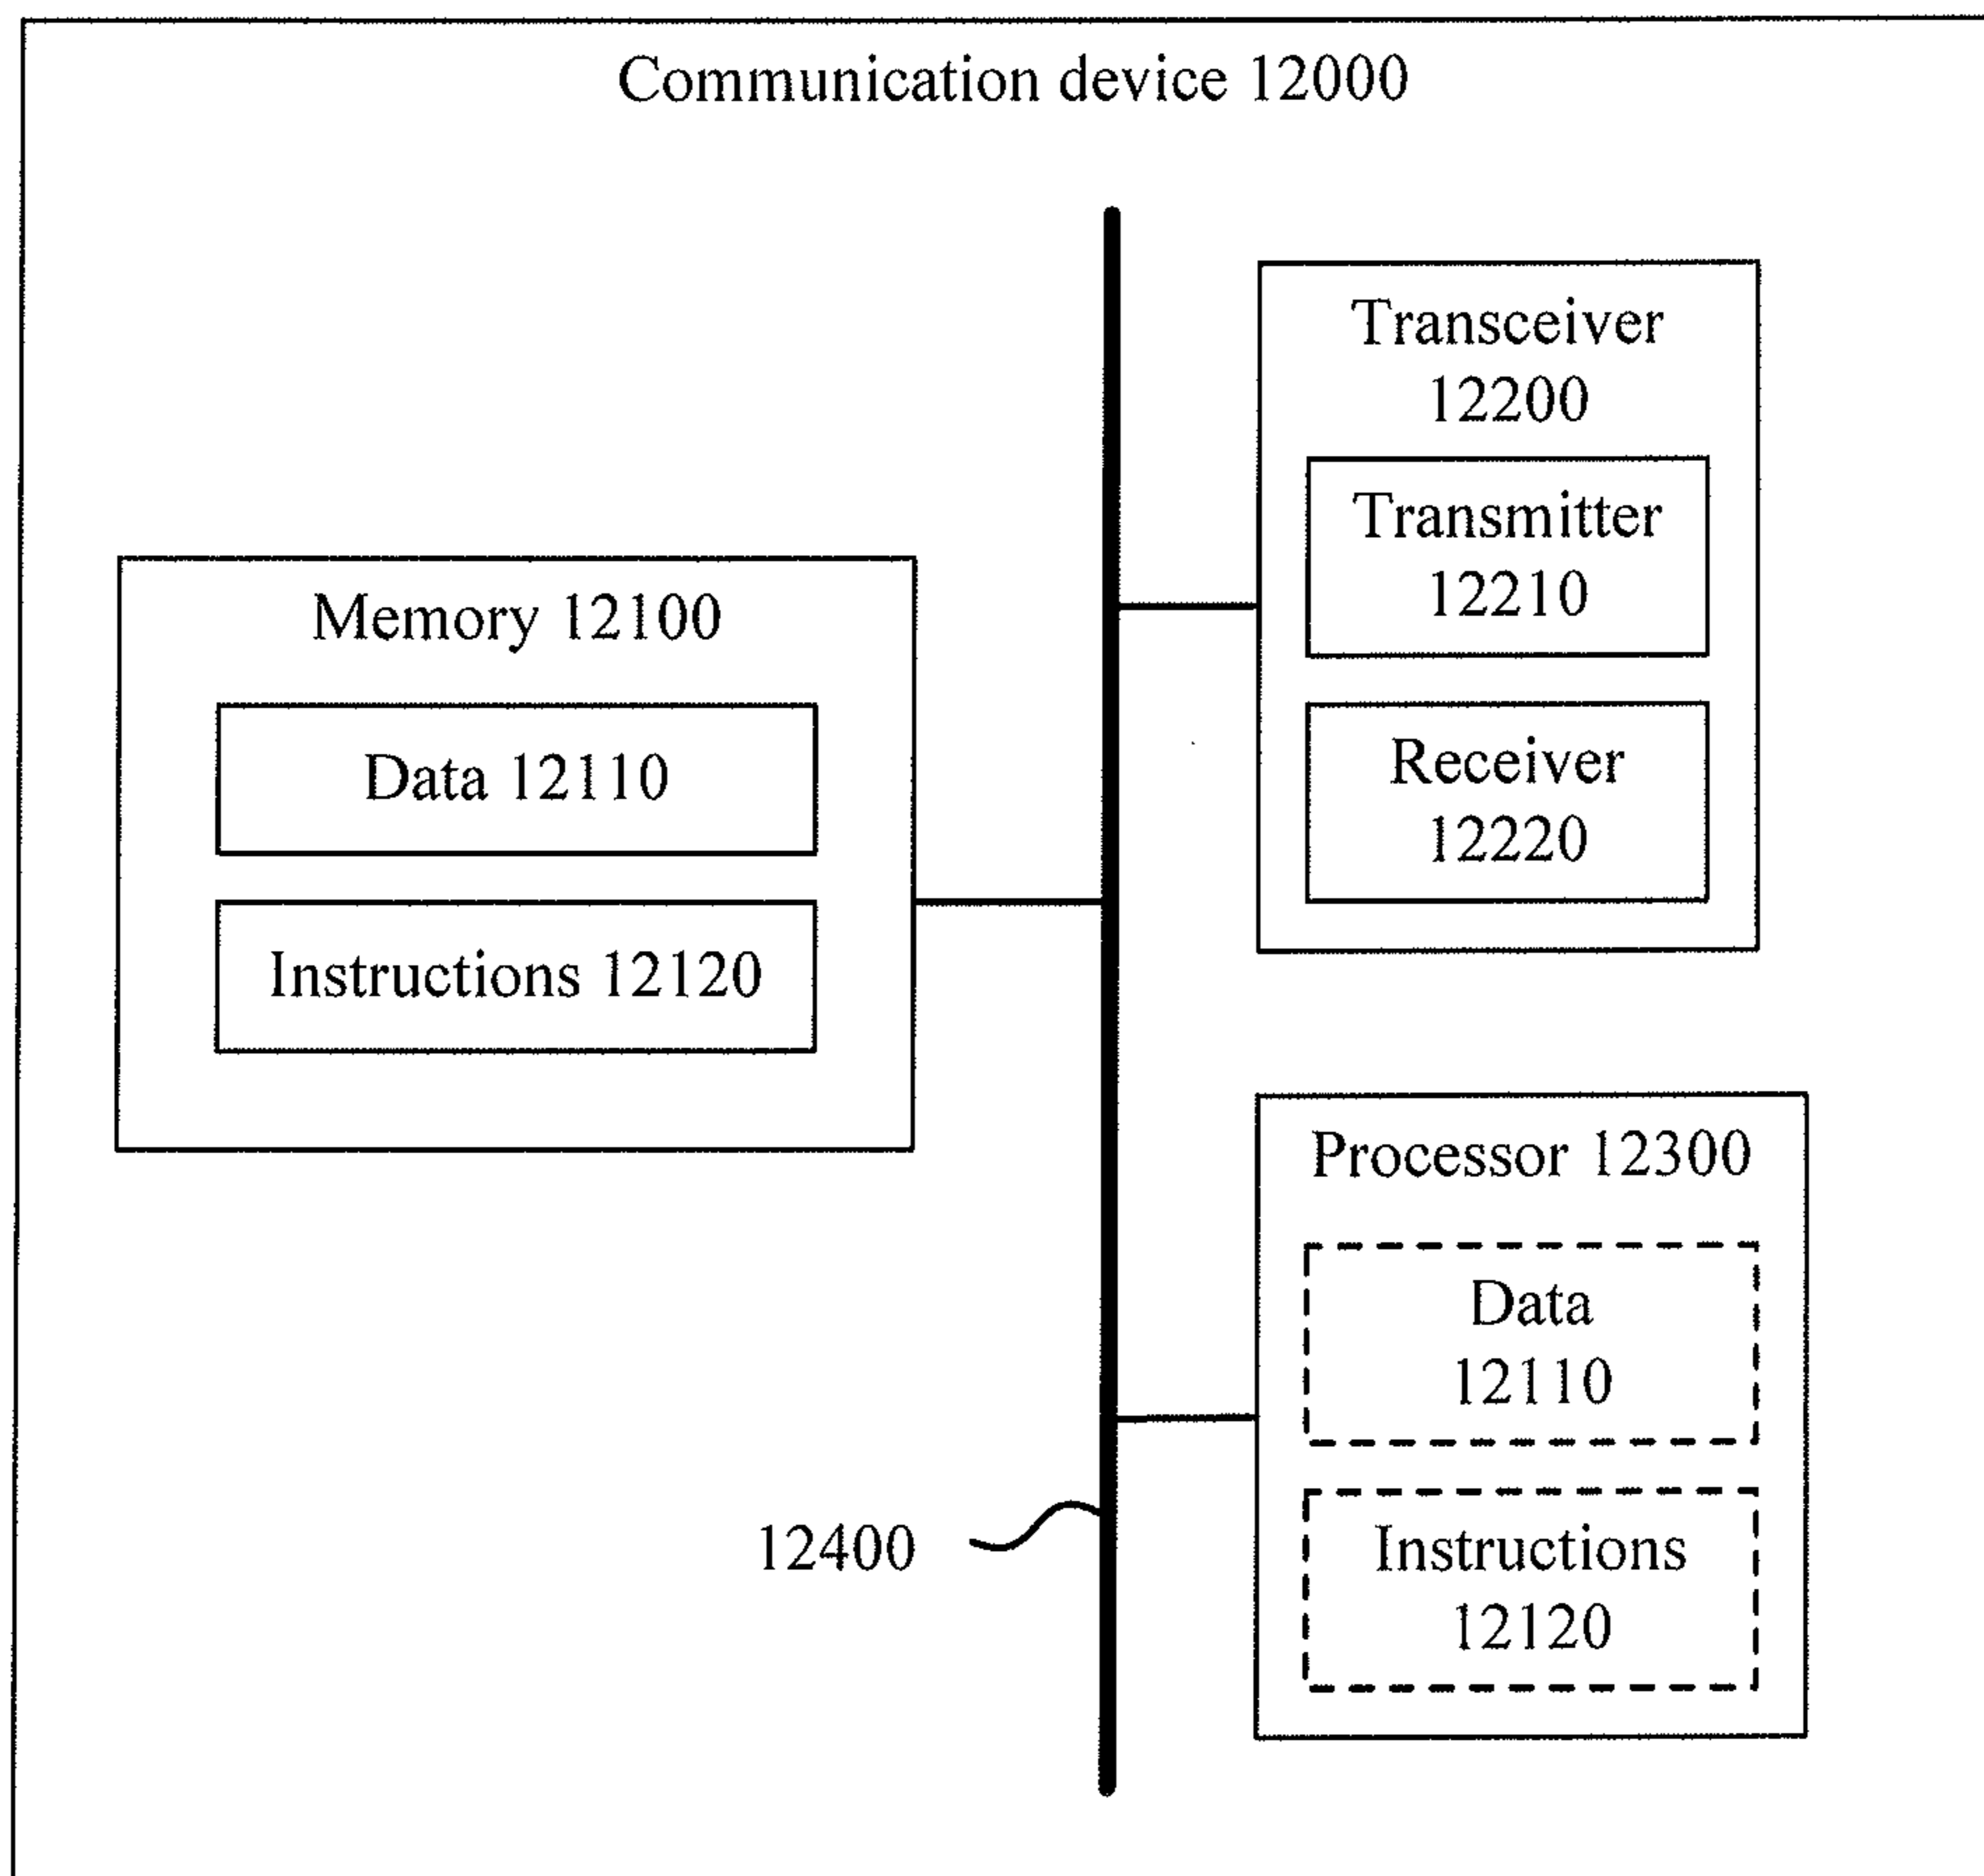 Communication device 12000
Transceiver
12200
Transmitter
12210
Receiver
12220
Memory 12100
Data 12110
Instructions 12120
Processor 12300
Data
12110
Instructions
12120
12400